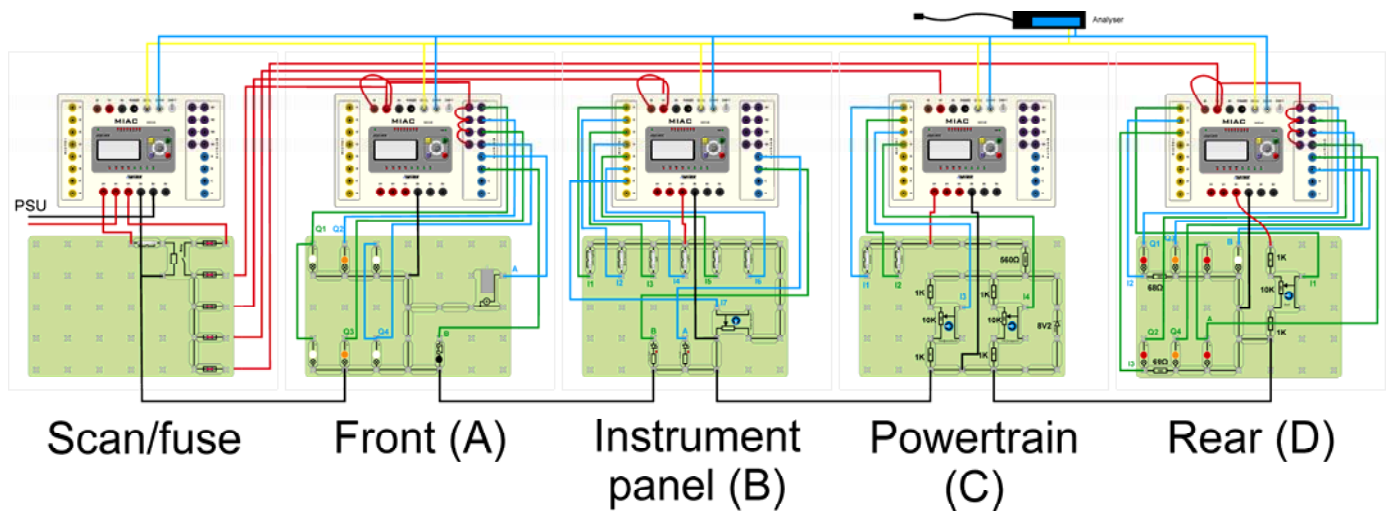 Analyser
MIAC
MIAC
MIAC
MIAC
MIAC
PSU
Q1
Q2
A
Q3
Q4
B
I1
I2
I3
I4
I5
I6
I7
B
A
I1
I2
560Ω
1K
1K
I3
I4
10K
10K
8V2
1K
1K
Q1
B
1K
I2
68Ω
10K
I1
Q2
Q4
A
1K
I3
68Ω
Scan/fuse
Front (A)
Instrument
panel (B)
Powertrain
(C)
Rear (D)